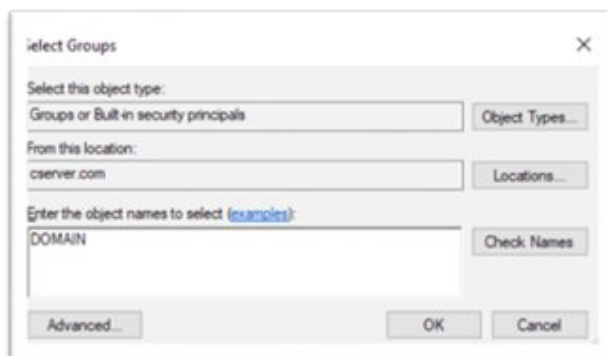 Select Groups
Select this object type:
Groups or Built-in security principals
Object Types...
From this location:
cserver.com
Locations...
Enter the object names to select (examples):
DOMAIN
Check Names
Advanced...
OK
Cancel